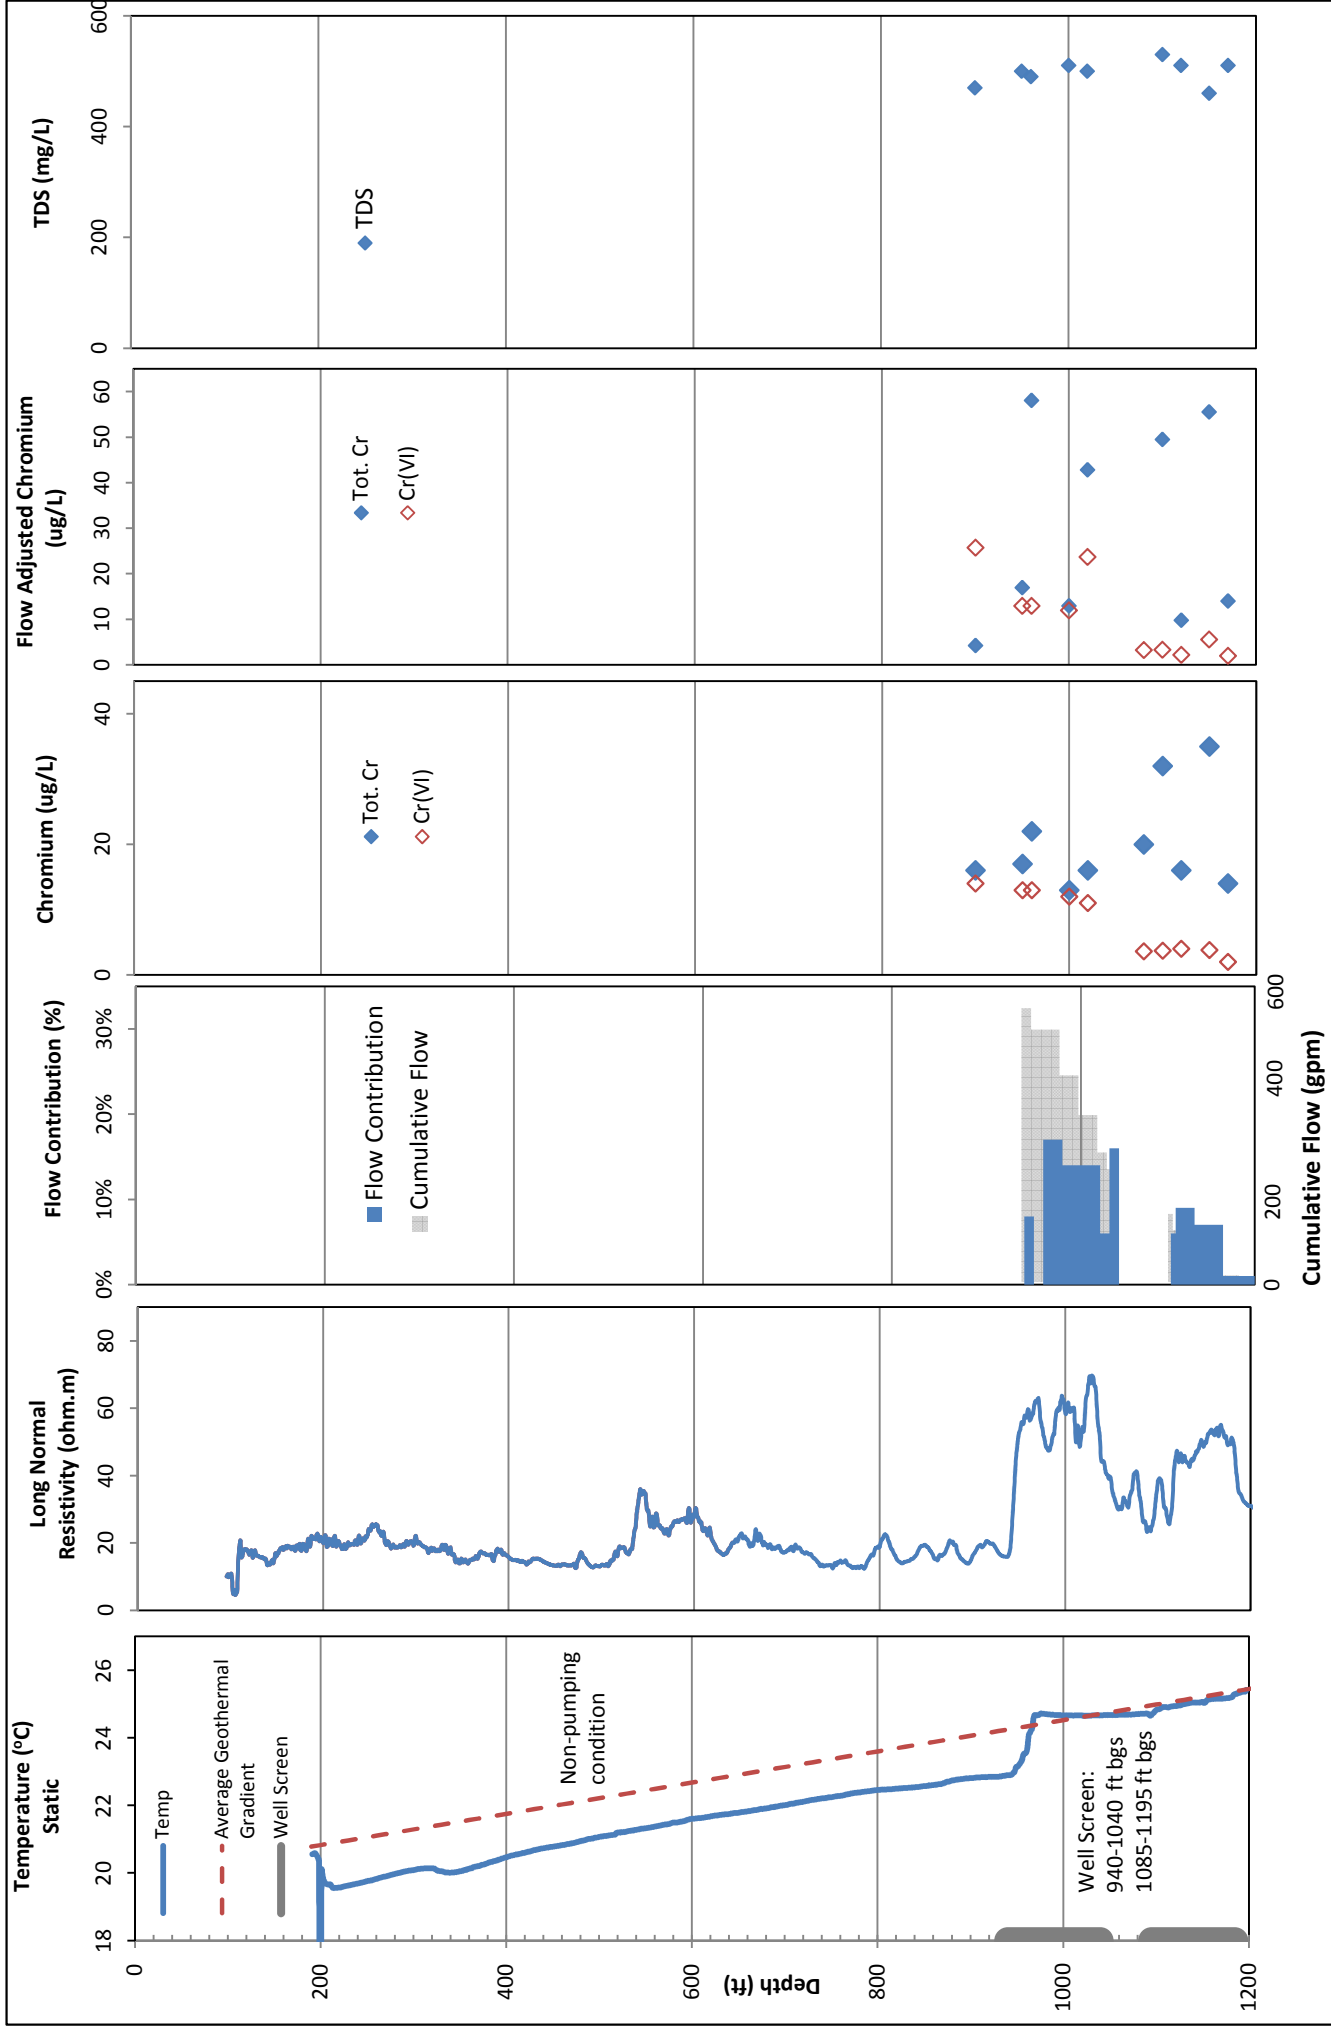 Temperature (ºC)
Static
18
20
22
24
26
Temp
Average Geothermal
Gradient
Well Screen
Non-pumping
condition
Well Screen:
940-1040 ft bgs
1085-1195 ft bgs
Depth (ft)
0
200
400
600
800
1000
1200
Long Normal
Resistivity (ohm.m)
0
20
40
60
80
Flow Contribution (%)
0%
10%
20%
30%
Flow Contribution
Cumulative Flow
0
200
400
600
Cumulative Flow (gpm)
Chromium (ug/L)
0
20
40
Tot. Cr
Cr(VI)
Flow Adjusted Chromium
(ug/L)
0
10
20
30
40
50
60
Tot. Cr
Cr(VI)
TDS (mg/L)
0
200
400
600
TDS